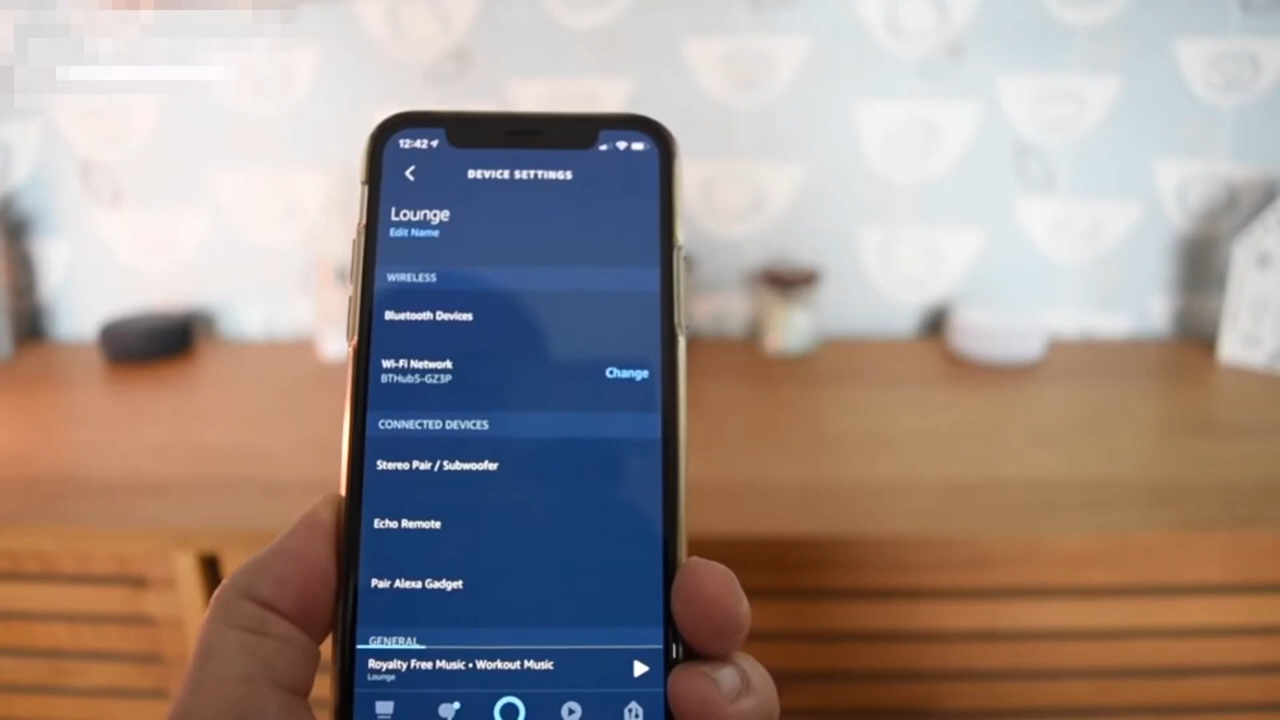 12:42
DEVICE SETTINGS
Lounge
Edit Name
WIRELESS
Bluetooth Devices
Wi-Fi Network
BTHub5-GZ3P
Change
CONNECTED DEVICES
Stereo Pair / Subwoofer
Echo Remote
Pair Alexa Gadget
GENERAL
Royalty Free Music • Workout Music
Lounge